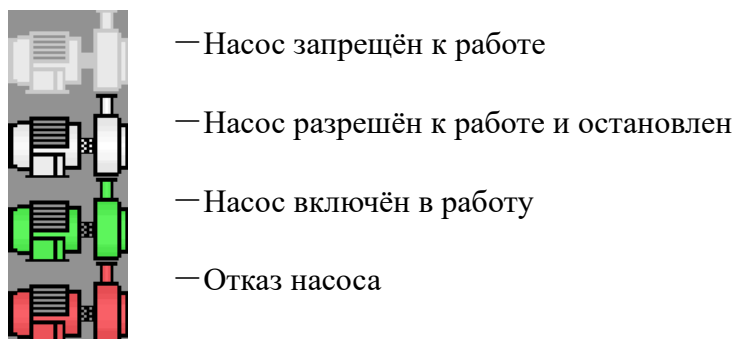 —Насос запрещён к работе
—Насос разрешён к работе и остановлен
—Насос включён в работу
—Отказ насоса